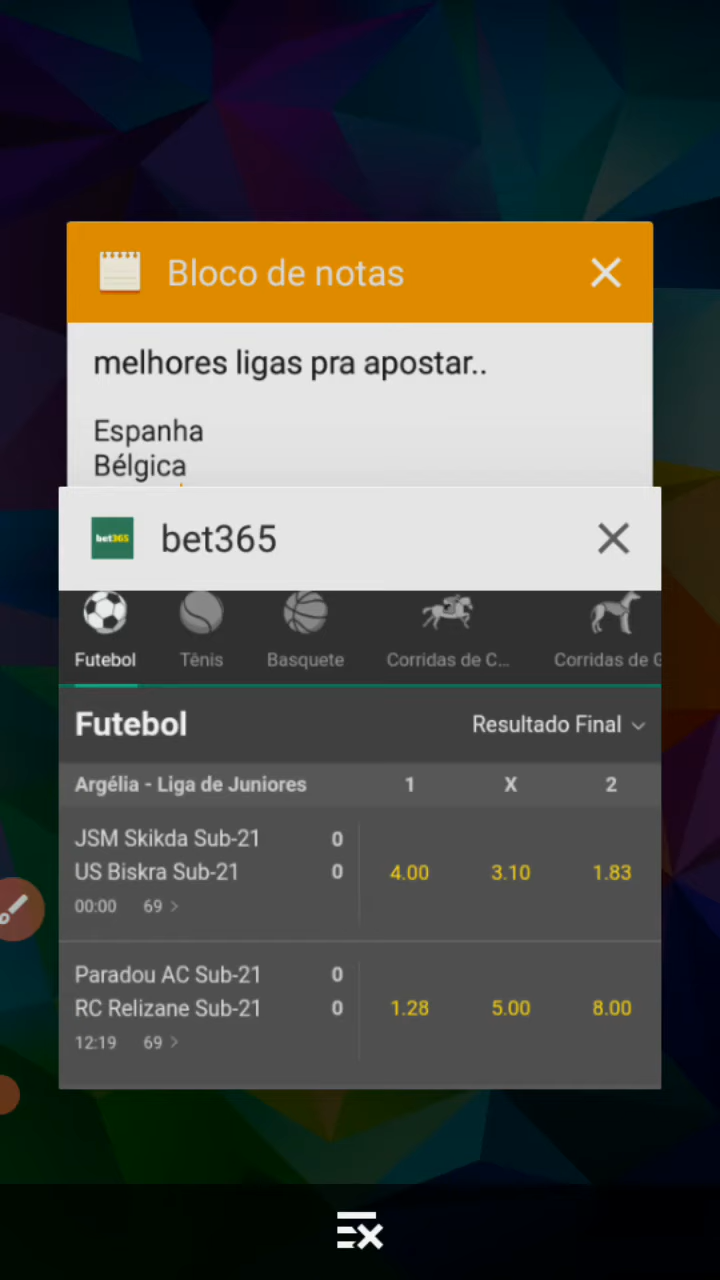 Bloco de notas
melhores ligas pra apostar..
Espanha
Bélgica
bet365 bet365
Futebol Tênis Basquete Corridas de C... Corridas de
Futebol Resultado Final
Argélia - Liga de Juniores 1 X 2
JSM Skikda Sub-21 0
US Biskra Sub-21 0 4.00 3.10 1.83
00:00 69 >
Paradou AC Sub-21 0
RC Relizane Sub-21 0 1.28 5.00 8.00
12:19 69 >